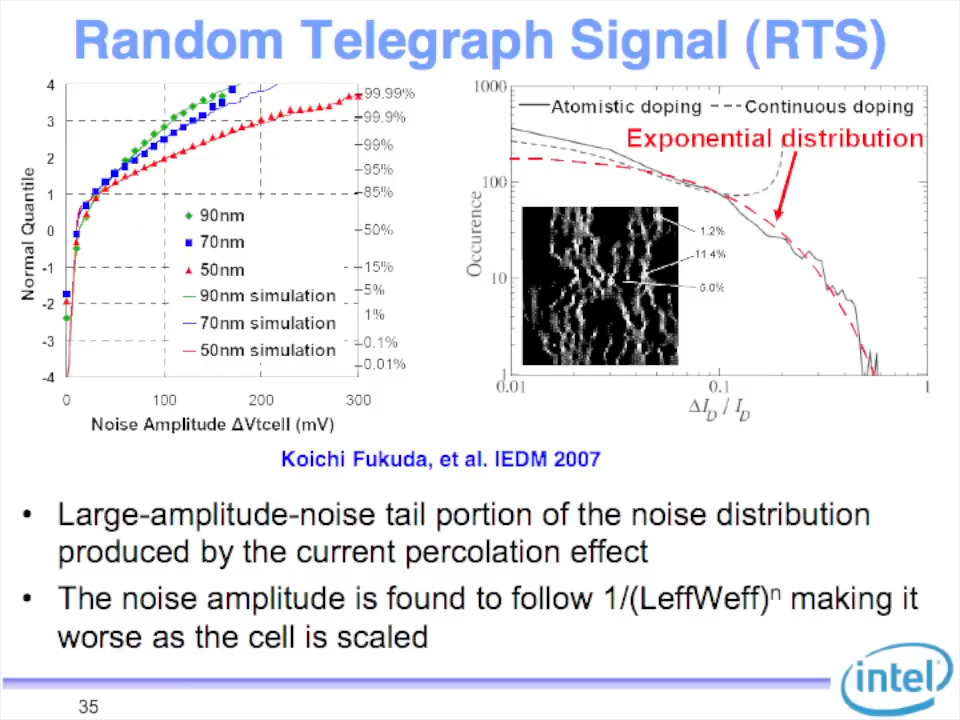 Random Telegraph Signal (RTS)
4
3
2
1
0
-1
-2
-3
-4
Normal Quantile
99.99%
99.9%
99%
95%
85%
50%
15%
5%
1%
0.1%
0.01%
90nm
70nm
50nm
90nm simulation
70nm simulation
50nm simulation
0 100 200 300
Noise Amplitude ΔVtcell (mV)
1000
100
10
1
Occurence
Atomistic doping Continuous doping
Exponential distribution
1.2%
11.4%
5.0%
0.01 0.1 1
ΔI_D / I_D
Koichi Fukuda, et al. IEDM 2007
• Large-amplitude-noise tail portion of the noise distribution
produced by the current percolation effect
• The noise amplitude is found to follow 1/(LeffWeff)ⁿ making it
worse as the cell is scaled
intel
35